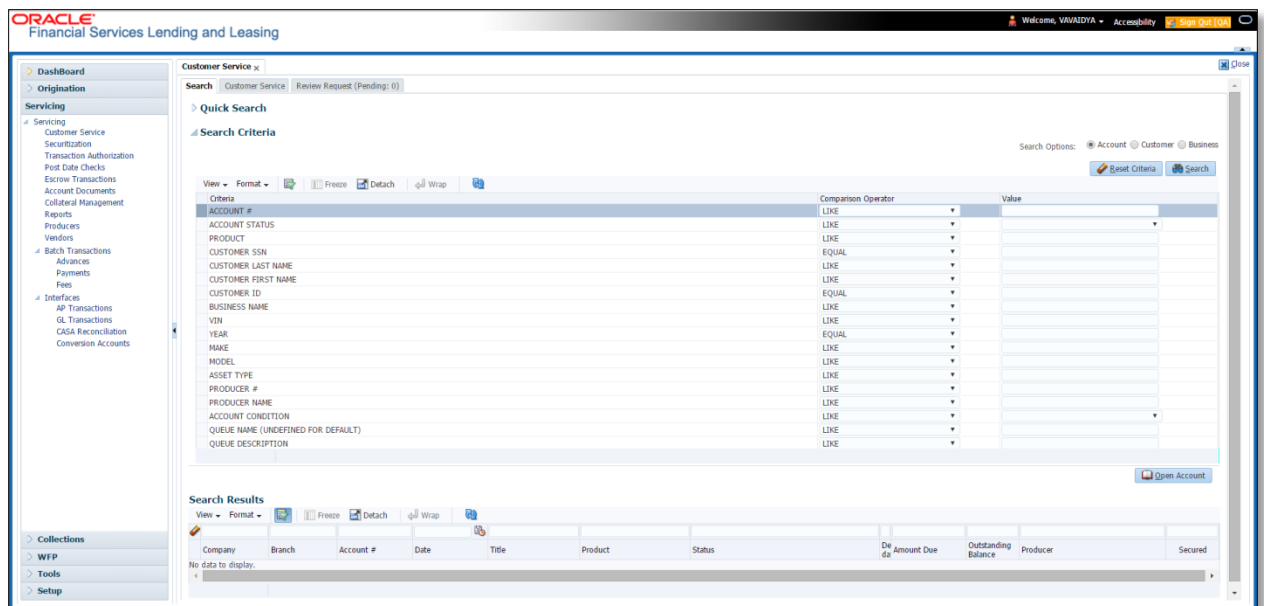 ORACLE
Financial Services Lending and Leasing
Welcome, VAVAIDYA Accessibility Sign Out [QA]
Close
DashBoard
Origination
Servicing
Servicing
Customer Service
Securitization
Transaction Authorization
Post Date Checks
Escrow Transactions
Account Documents
Collateral Management
Reports
Producers
Vendors
Batch Transactions
Advances
Payments
Fees
Interfaces
AP Transactions
GL Transactions
CASA Reconciliation
Conversion Accounts
Collections
WFP
Tools
Setup
Customer Service x
Search Customer Service Review Request (Pending: 0)
Quick Search
Search Criteria
Search Options: Account Customer Business
Reset Criteria Search
View Format Freeze Detach Wrap
Criteria Comparison Operator Value
ACCOUNT # LIKE
ACCOUNT STATUS LIKE
PRODUCT LIKE
CUSTOMER SSN EQUAL
CUSTOMER LAST NAME LIKE
CUSTOMER FIRST NAME LIKE
CUSTOMER ID EQUAL
BUSINESS NAME LIKE
VIN LIKE
YEAR EQUAL
MAKE LIKE
MODEL LIKE
ASSET TYPE LIKE
PRODUCER # LIKE
PRODUCER NAME LIKE
ACCOUNT CONDITION LIKE
QUEUE NAME (UNDEFINED FOR DEFAULT) LIKE
QUEUE DESCRIPTION LIKE
Open Account
Search Results
View Format Freeze Detach Wrap
Company Branch Account # Date Title Product Status De da Amount Due Outstanding Balance Producer Secured
No data to display.